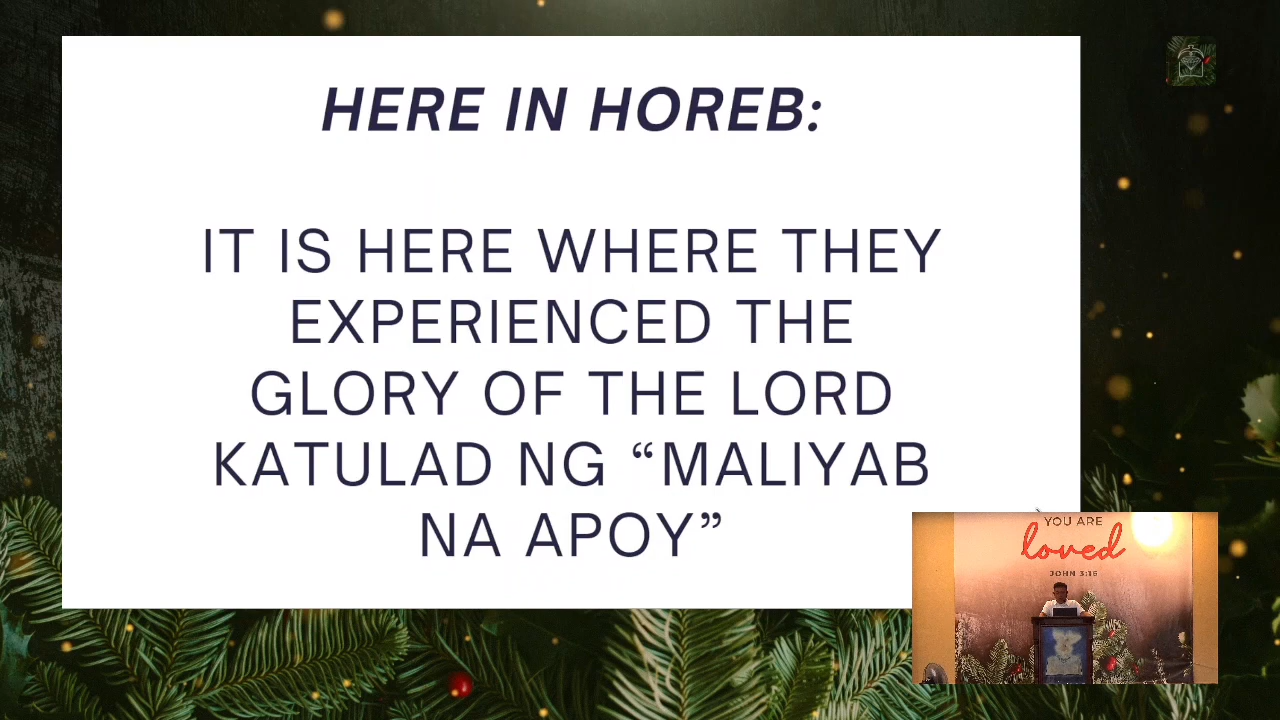 HERE IN HOREB:
IT IS HERE WHERE THEY
EXPERIENCED THE
GLORY OF THE LORD
KATULAD NG “MALIYAB
NA APOY”
YOU ARE
loved
JOHN 3:16